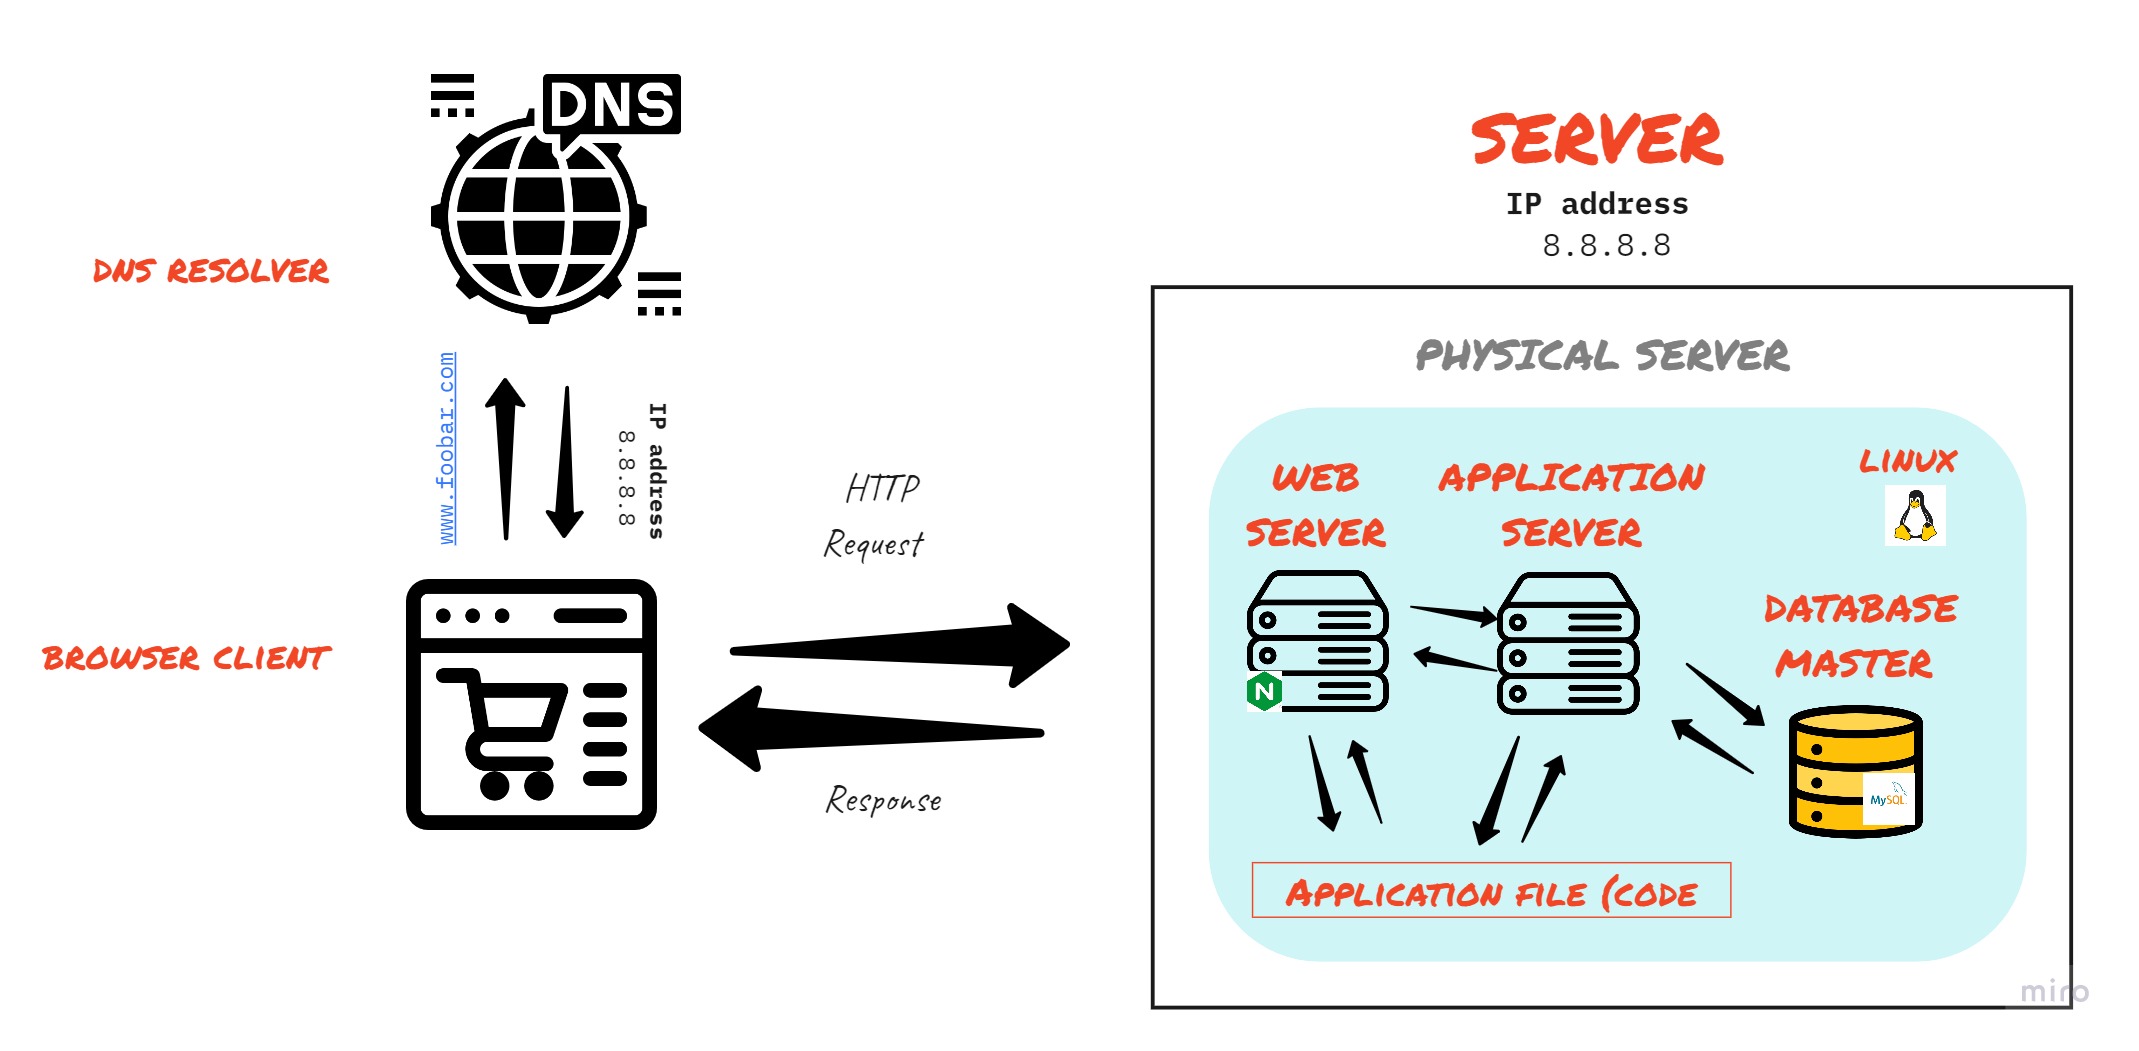 DNS
DNS RESOLVER
www.foobar.com
IP address
8.8.8.8
BROWSER CLIENT
HTTP
Request
Response
SERVER
IP address
8.8.8.8
PHYSICAL SERVER
WEB
SERVER
APPLICATION
SERVER
LINUX
DATABASE
MASTER
N
MySQL
APPLICATION FILE (CODE
miro